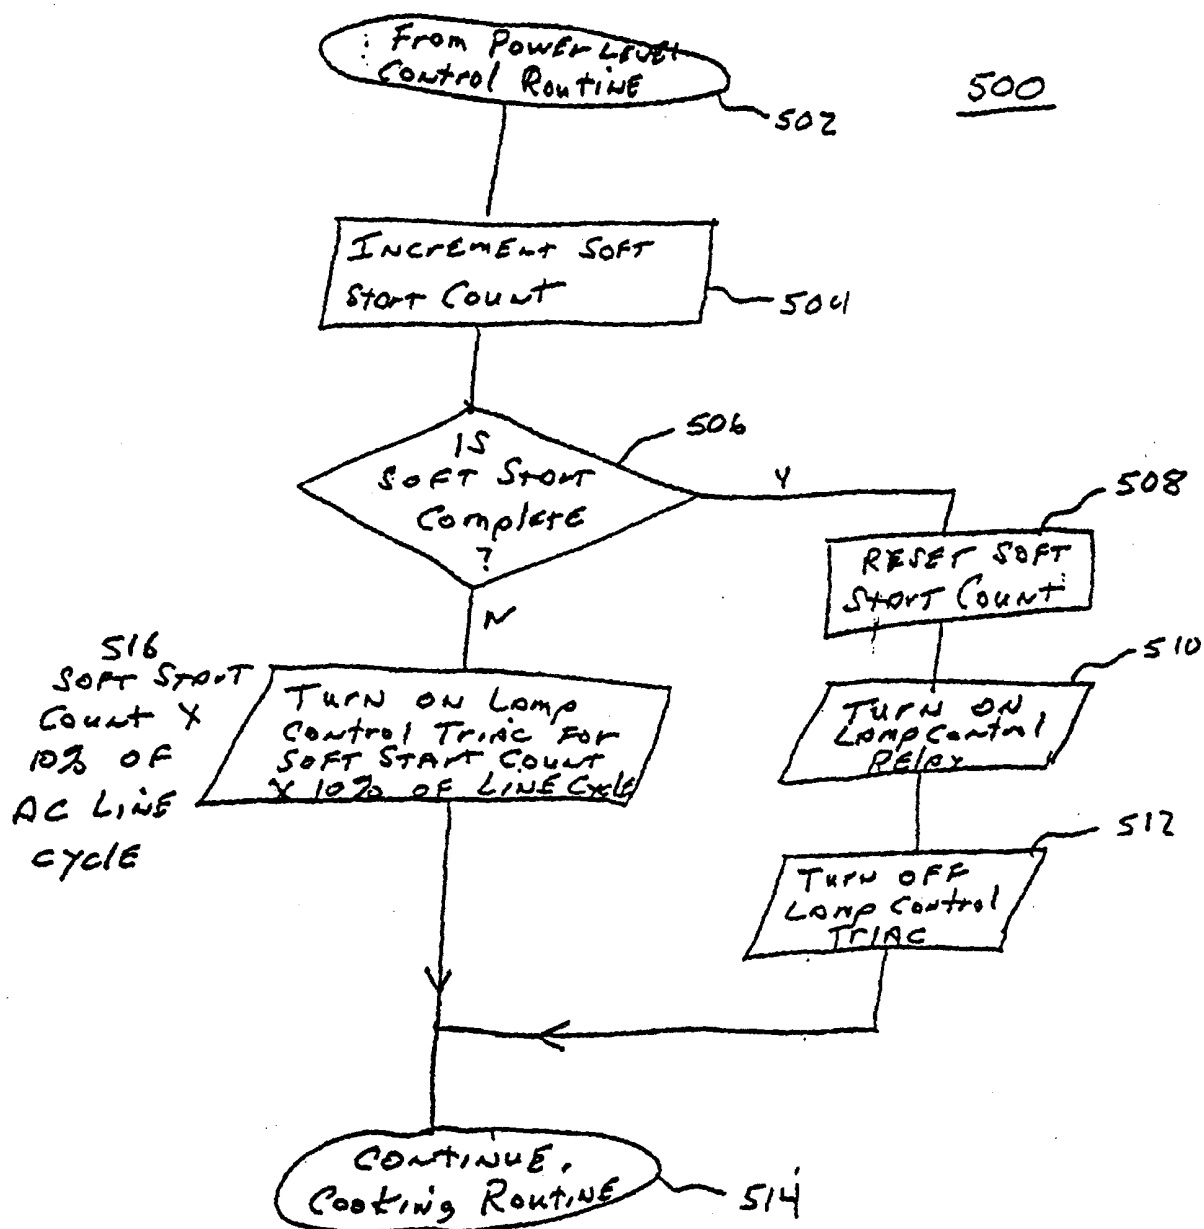 From Power Level
Control Routine
502
500
Increment Soft
Start Count
504
Is
Soft Start
Complete
?
506
Y
N
508
Reset Soft
Start Count
510
Turn On
Lamp Control
Relay
512
Turn Off
Lamp Control
Triac
516
Soft Start
Count X
10% of
AC Line
Cycle
Turn On Lamp
Control Triac For
Soft Start Count
X 10% of Line Cycle
Continue
Cooking Routine
514